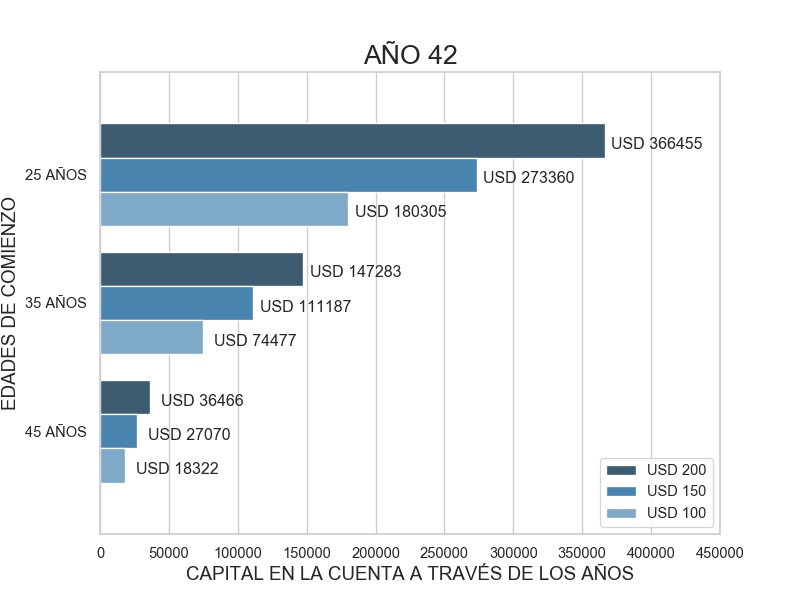 AÑO 42
EDADES DE COMIENZO
25 AÑOS
USD 366455
USD 273360
USD 180305
35 AÑOS
USD 147283
USD 111187
USD 74477
45 AÑOS
USD 36466
USD 27070
USD 18322
USD 200
USD 150
USD 100
0 50000 100000 150000 200000 250000 300000 350000 400000 450000
CAPITAL EN LA CUENTA A TRAVÉS DE LOS AÑOS